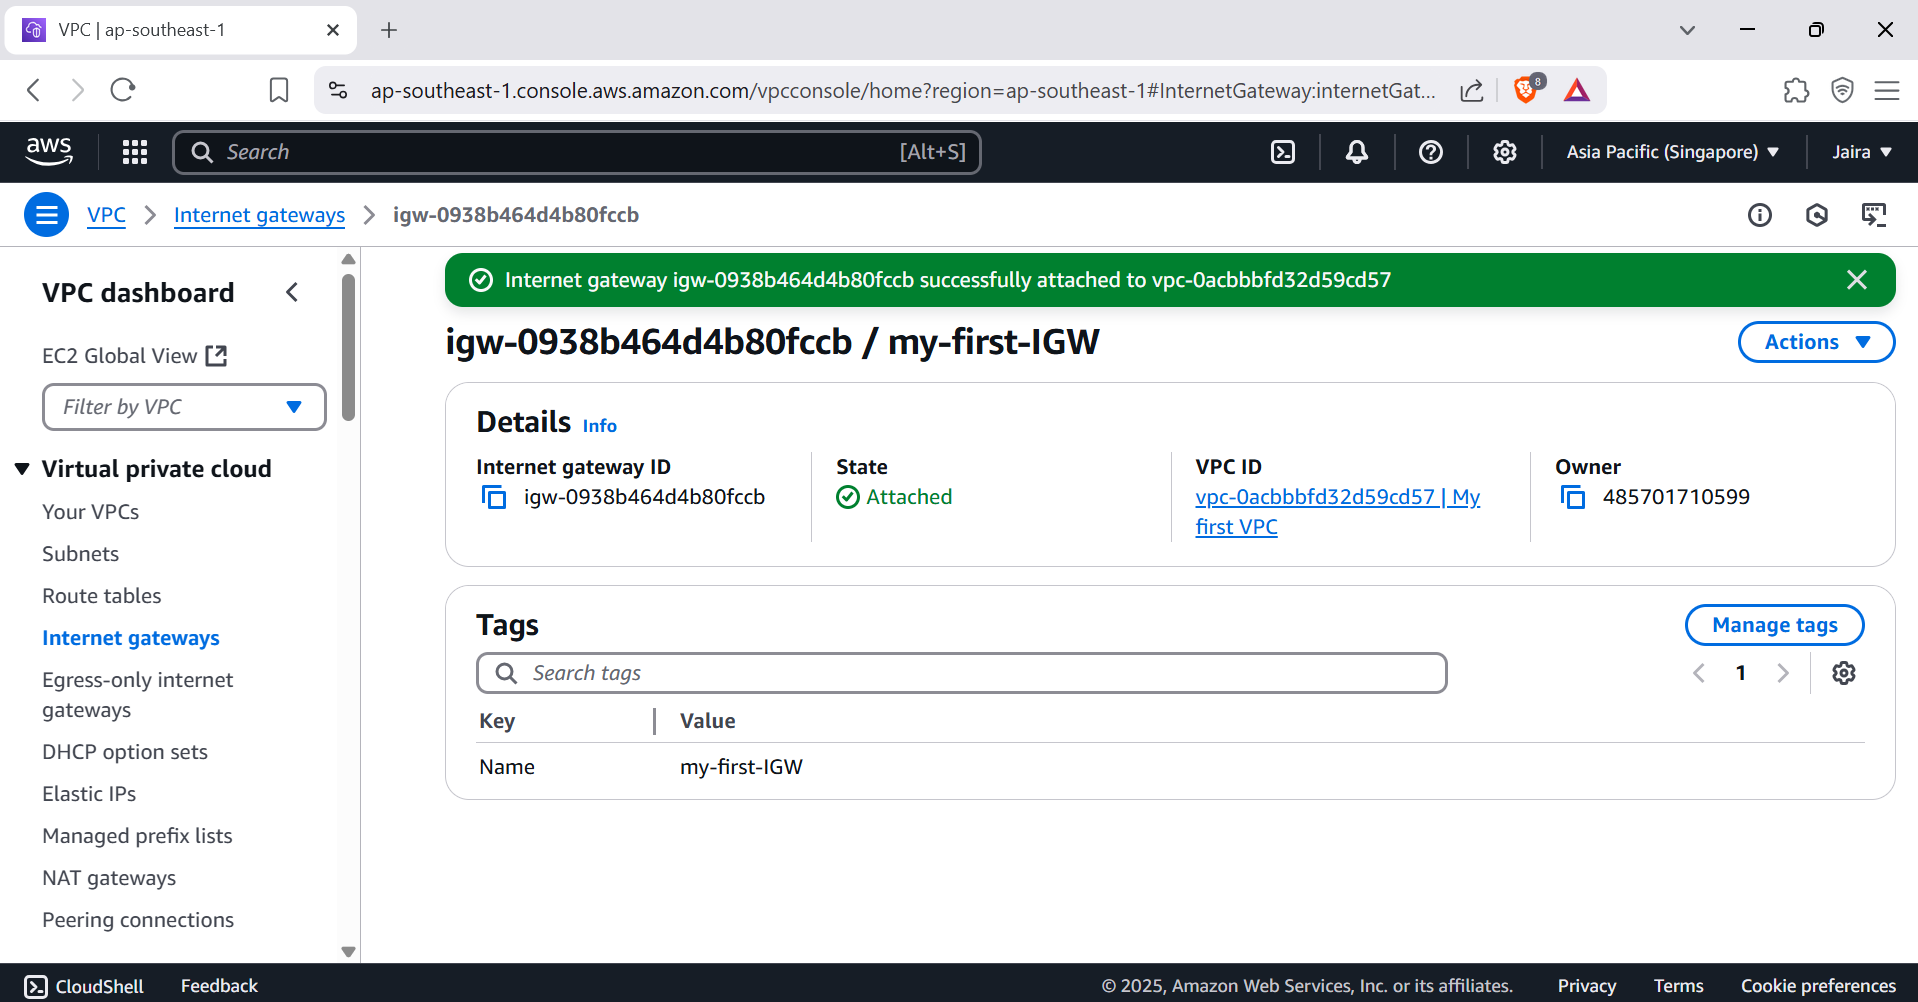 VPC | ap-southeast-1
ap-southeast-1.console.aws.amazon.com/vpcconsole/home?region=ap-southeast-1#InternetGateway:internetGat...
8
aws
Search
[Alt+S]
Asia Pacific (Singapore)
Jaira
VPC
Internet gateways
igw-0938b464d4b80fccb
VPC dashboard
EC2 Global View
Filter by VPC
Virtual private cloud
Your VPCs
Subnets
Route tables
Internet gateways
Egress-only internet
gateways
DHCP option sets
Elastic IPs
Managed prefix lists
NAT gateways
Peering connections
Internet gateway igw-0938b464d4b80fccb successfully attached to vpc-0acbbbfd32d59cd57
igw-0938b464d4b80fccb / my-first-IGW
Actions
Details Info
Internet gateway ID
igw-0938b464d4b80fccb
State
Attached
VPC ID
vpc-0acbbbfd32d59cd57 | My
first VPC
Owner
485701710599
Tags
Manage tags
Search tags
1
Key
Value
Name
my-first-IGW
CloudShell
Feedback
© 2025, Amazon Web Services, Inc. or its affiliates.
Privacy
Terms
Cookie preferences